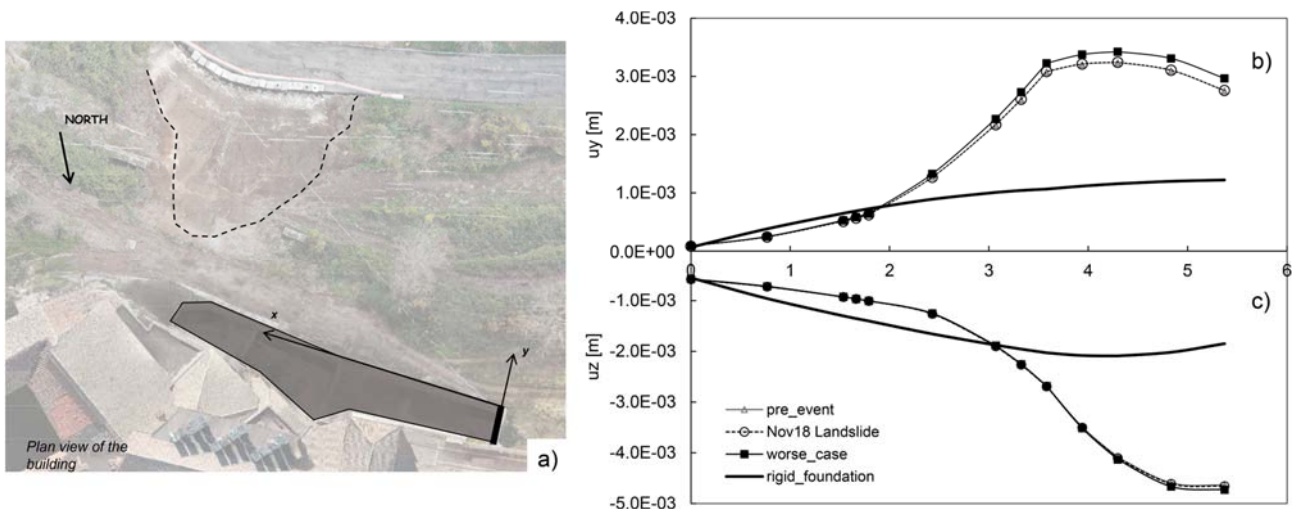 NORTH
x
y
Plan view of the
building
a)
4.0E-03
3.0E-03
2.0E-03
1.0E-03
0.0E+00
uy [m]
b)
0
1
2
3
4
5
6
-1.0E-03
-2.0E-03
-3.0E-03
-4.0E-03
-5.0E-03
uz [m]
c)
pre_event
Nov18 Landslide
worse_case
rigid_foundation